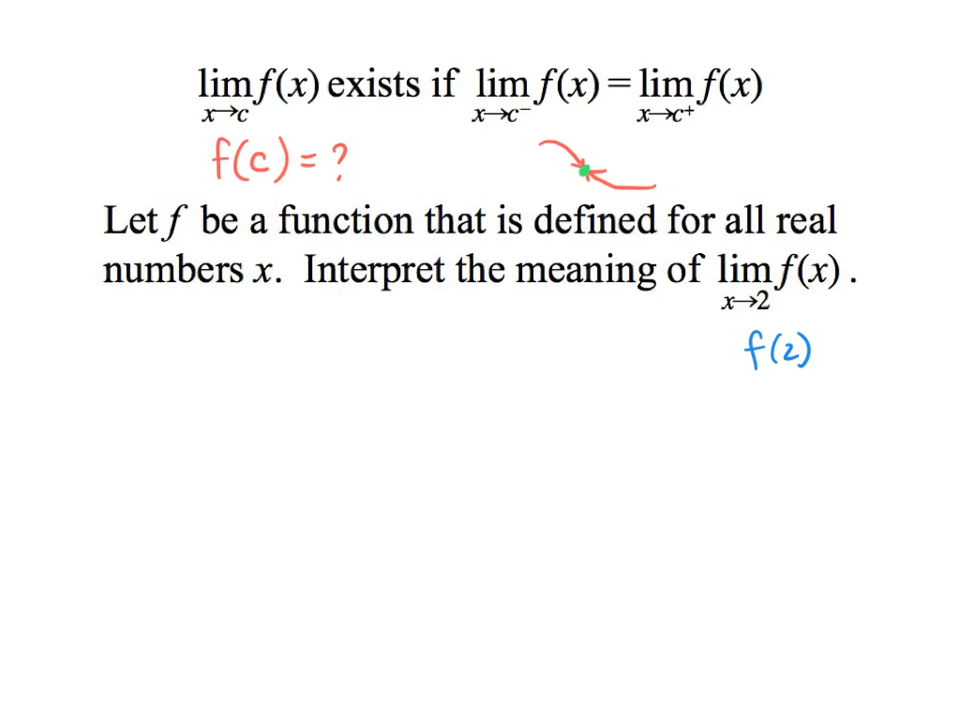 lim f(x) exists if lim f(x) = lim f(x)
x→c x→c⁻ x→c⁺
f(c) = ?
Let f be a function that is defined for all real
numbers x. Interpret the meaning of lim f(x) .
x→2
f(2)